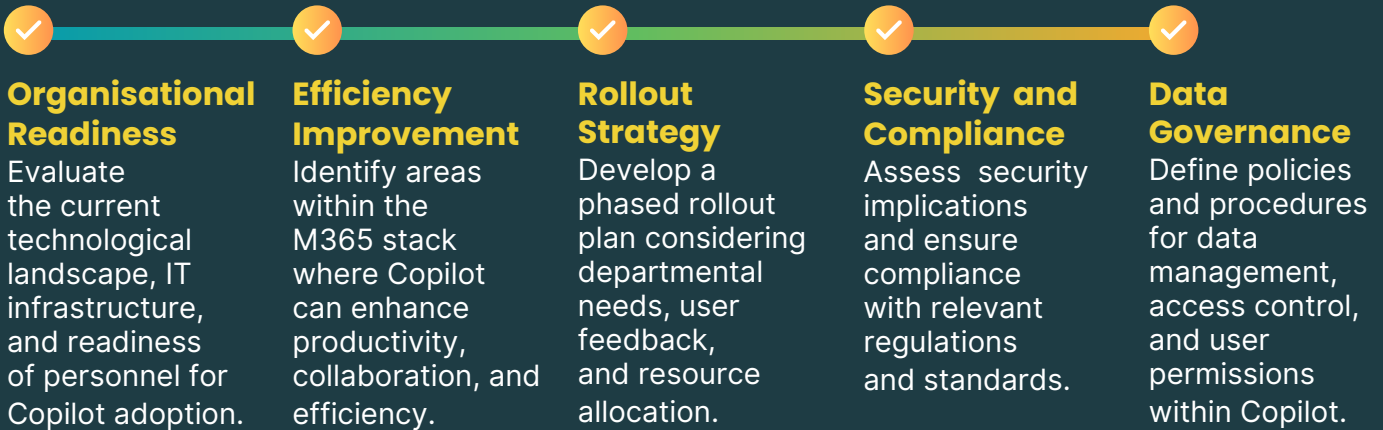 Organisational
Readiness
Evaluate
the current
technological
landscape, IT
infrastructure,
and readiness
of personnel for
Copilot adoption.
Efficiency
Improvement
Identify areas
within the
M365 stack
where Copilot
can enhance
productivity,
collaboration, and
efficiency.
Rollout
Strategy
Develop a
phased rollout
plan considering
departmental
needs, user
feedback,
and resource
allocation.
Security and
Compliance
Assess security
implications
and ensure
compliance
with relevant
regulations
and standards.
Data
Governance
Define policies
and procedures
for data
management,
access control,
and user
permissions
within Copilot.